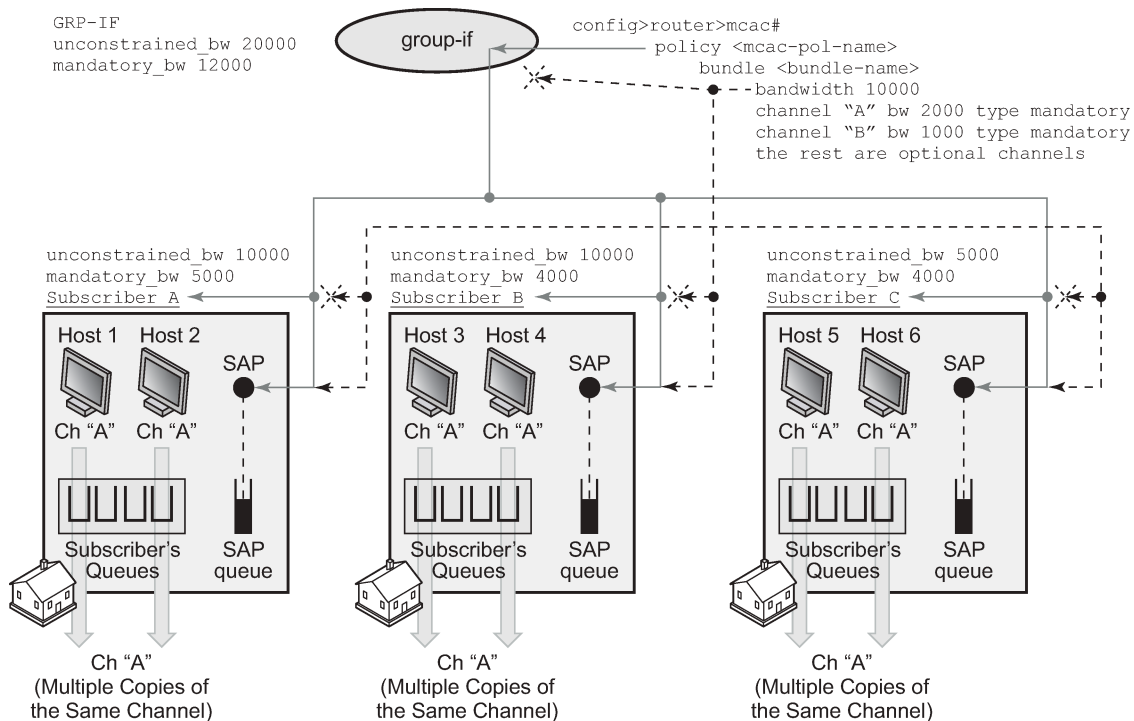 GRP-IF
unconstrained_bw 20000
mandatory_bw 12000
group-if
config>router>mcac#
policy <mcac-pol-name>
bundle <bundle-name>
bandwidth 10000
channel “A” bw 2000 type mandatory
channel “B” bw 1000 type mandatory
the rest are optional channels
unconstrained_bw 10000
mandatory_bw 5000
Subscriber A
Host 1
Host 2
SAP
Ch “A”
Ch “A”
Subscriber’s
Queues
SAP
queue
Ch “A”
(Multiple Copies of
the Same Channel)
unconstrained_bw 10000
mandatory_bw 4000
Subscriber B
Host 3
Host 4
SAP
Ch “A”
Ch “A”
Subscriber’s
Queues
SAP
queue
Ch “A”
(Multiple Copies of
the Same Channel)
unconstrained_bw 5000
mandatory_bw 4000
Subscriber C
Host 5
Host 6
SAP
Ch “A”
Ch “A”
Subscriber’s
Queues
SAP
queue
Ch “A”
(Multiple Copies of
the Same Channel)